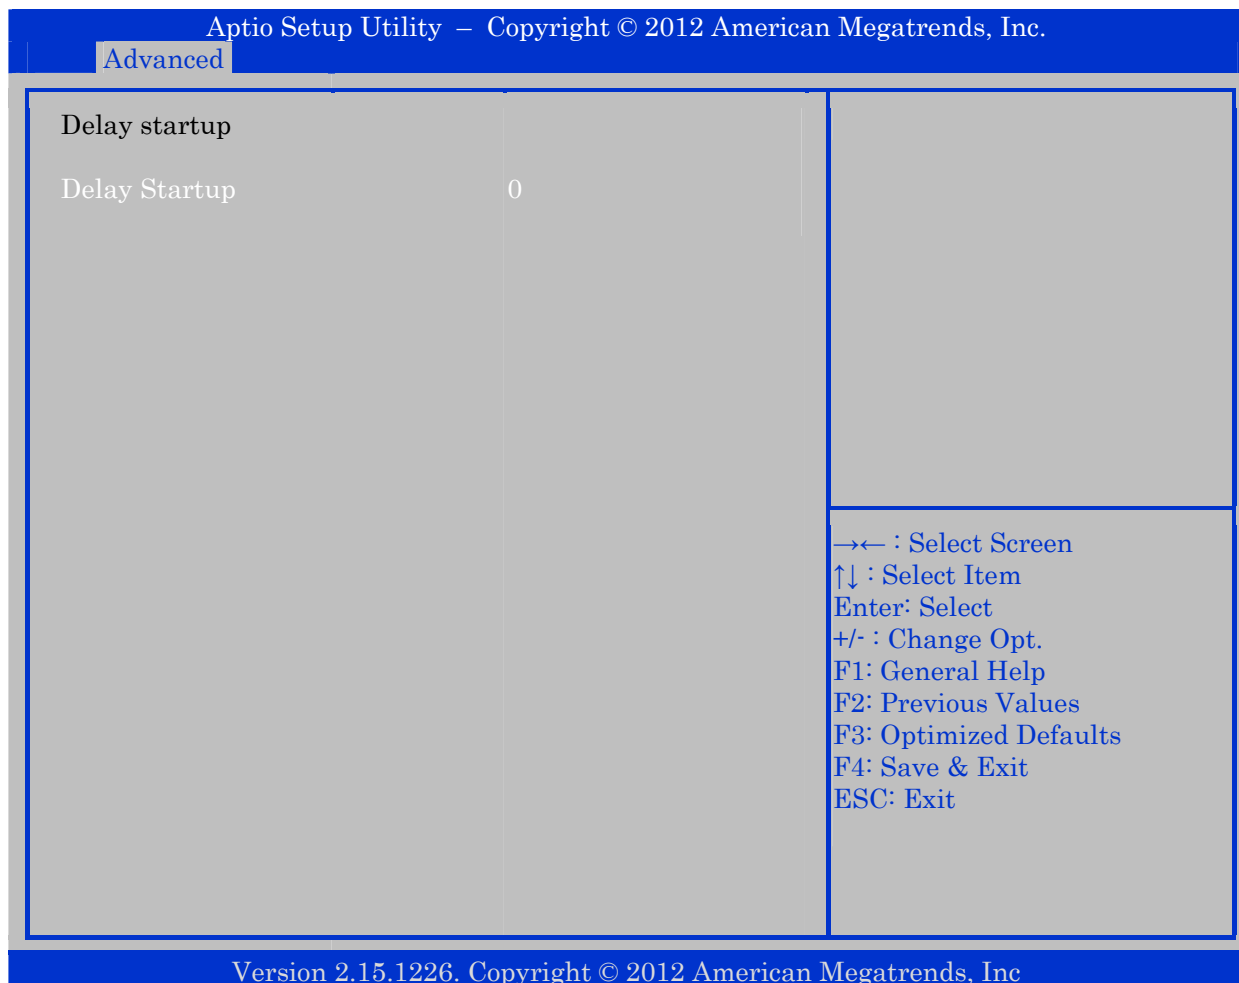 Aptio Setup Utility – Copyright © 2012 American Megatrends, Inc.
Advanced
Delay startup
Delay Startup 0
→← : Select Screen
↑↓ : Select Item
Enter: Select
+/- : Change Opt.
F1: General Help
F2: Previous Values
F3: Optimized Defaults
F4: Save & Exit
ESC: Exit
Version 2.15.1226. Copyright © 2012 American Megatrends, Inc